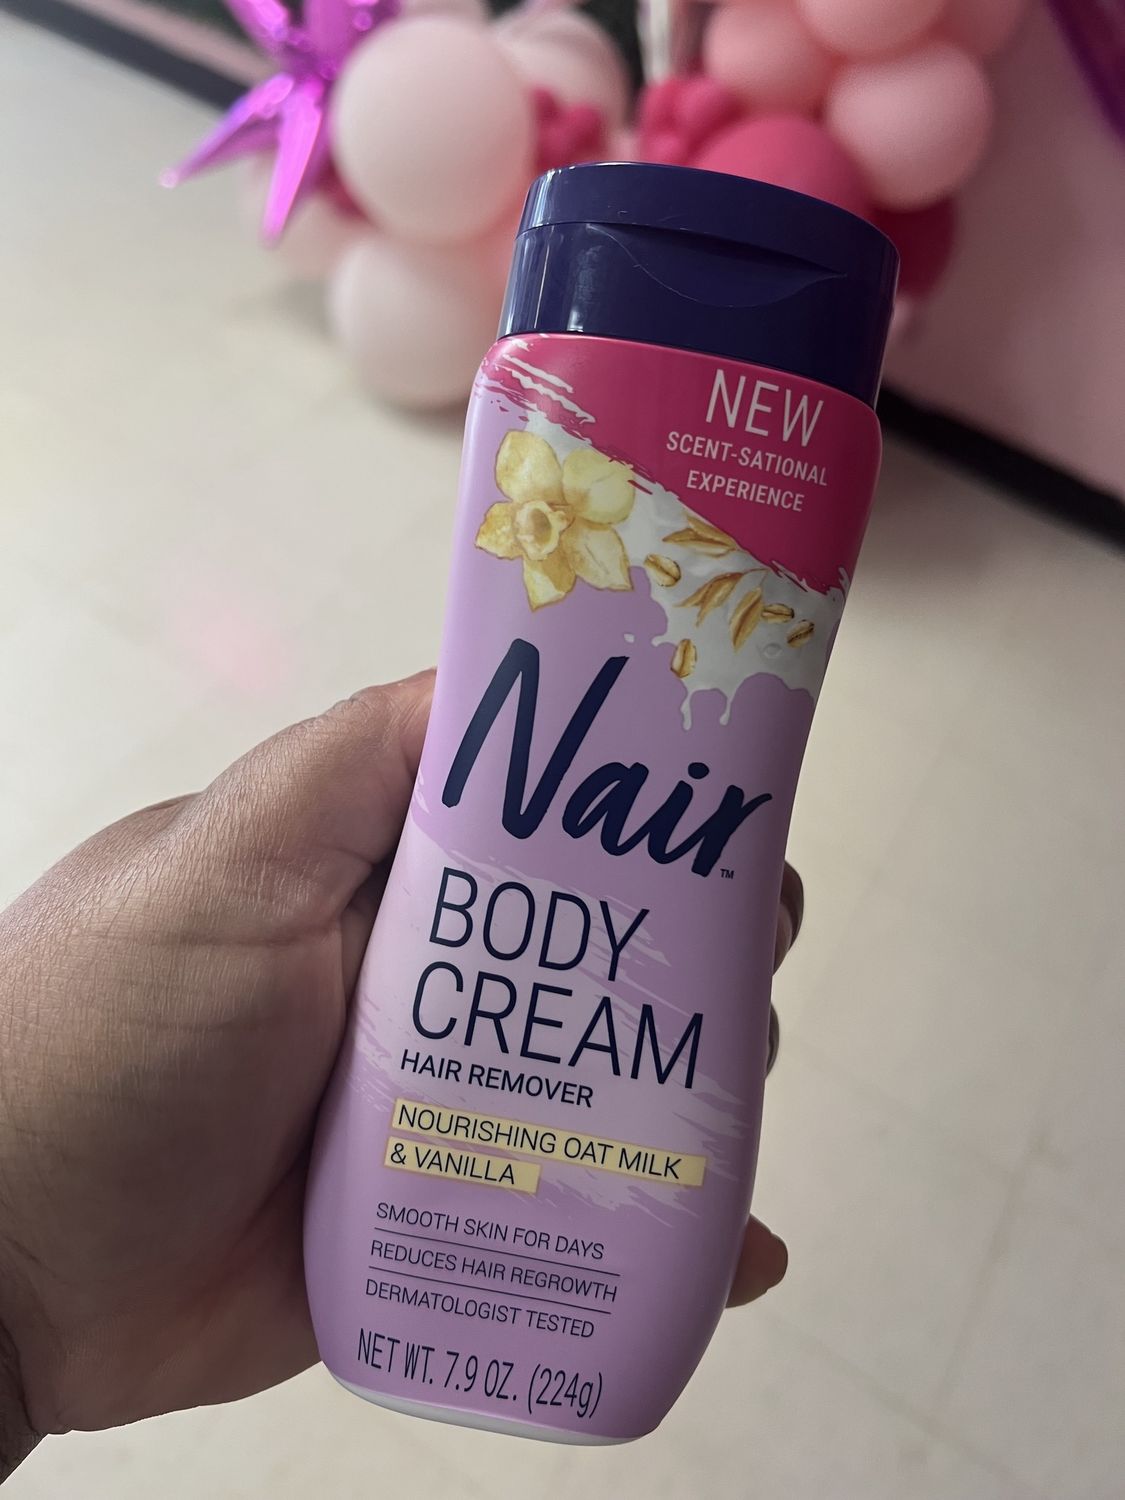 NEW
SCENT-SATIONAL
EXPERIENCE
Nair™
BODY
CREAM
HAIR REMOVER
NOURISHING OAT MILK
& VANILLA
SMOOTH SKIN FOR DAYS
REDUCES HAIR REGROWTH
DERMATOLOGIST TESTED
NET WT. 7.9 OZ. (224g)